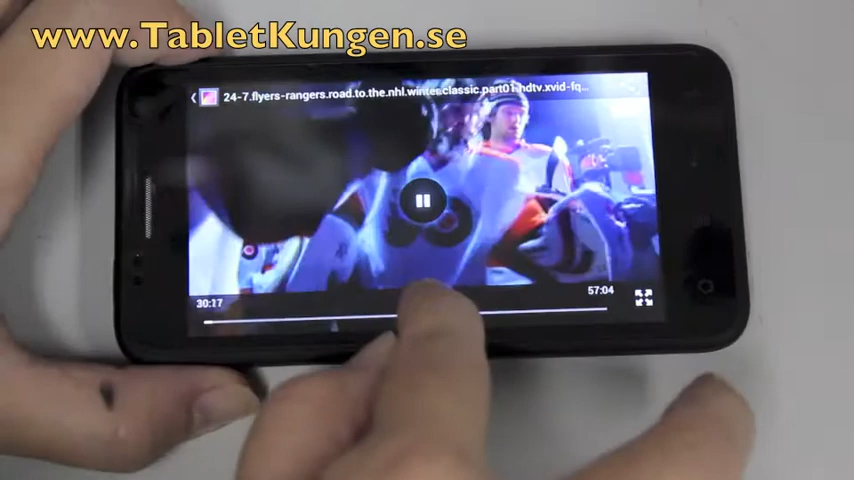 www.TabletKungen.se
24-7.flyers-rangers.road.to.the.nhl.winter.classic.part01.hdtv.xvid-fq...
30:17
57:04